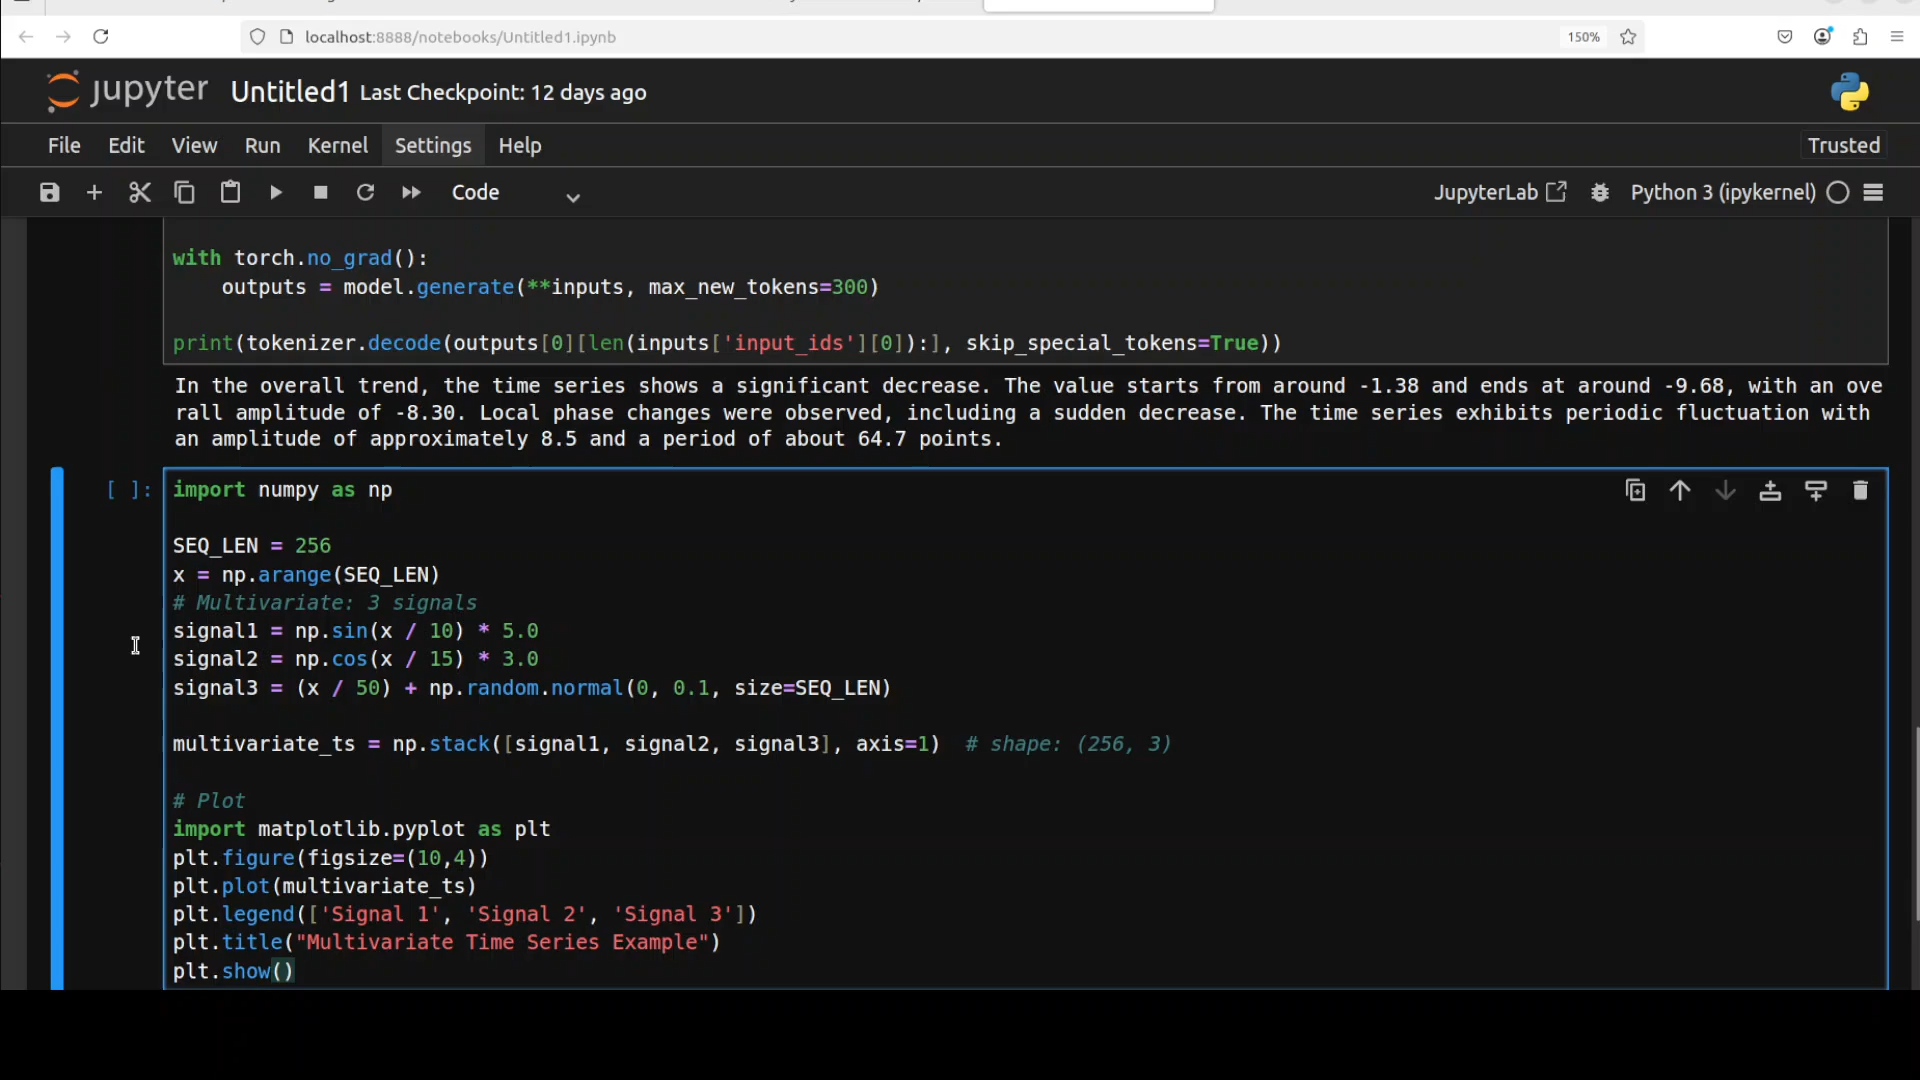 localhost:8888/notebooks/Untitled1.ipynb
150%
jupyter Untitled1 Last Checkpoint: 12 days ago
File Edit View Run Kernel Settings Help Trusted
Code JupyterLab Python 3 (ipykernel)
with torch.no_grad():
    outputs = model.generate(**inputs, max_new_tokens=300)
print(tokenizer.decode(outputs[0][len(inputs['input_ids'][0]):], skip_special_tokens=True))
In the overall trend, the time series shows a significant decrease. The value starts from around -1.38 and ends at around -9.68, with an ove
rall amplitude of -8.30. Local phase changes were observed, including a sudden decrease. The time series exhibits periodic fluctuation with
an amplitude of approximately 8.5 and a period of about 64.7 points.
[ ]: import numpy as np
SEQ_LEN = 256
x = np.arange(SEQ_LEN)
# Multivariate: 3 signals
signal1 = np.sin(x / 10) * 5.0
signal2 = np.cos(x / 15) * 3.0
signal3 = (x / 50) + np.random.normal(0, 0.1, size=SEQ_LEN)
multivariate_ts = np.stack([signal1, signal2, signal3], axis=1)  # shape: (256, 3)
# Plot
import matplotlib.pyplot as plt
plt.figure(figsize=(10,4))
plt.plot(multivariate_ts)
plt.legend(['Signal 1', 'Signal 2', 'Signal 3'])
plt.title("Multivariate Time Series Example")
plt.show()